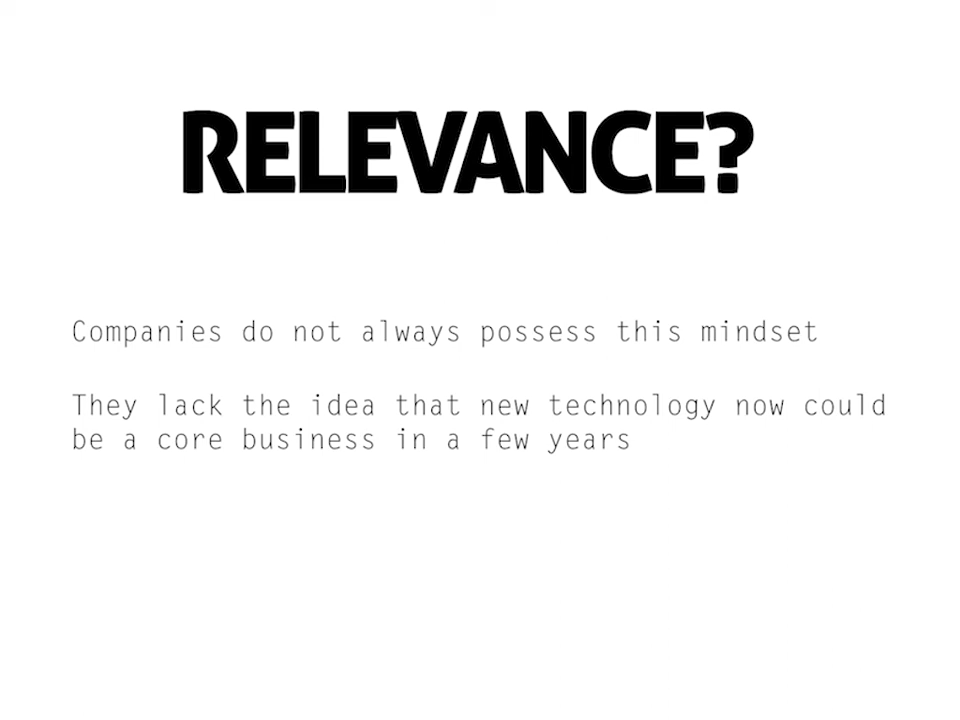 RELEVANCE?
Companies do not always possess this mindset
They lack the idea that new technology now could
be a core business in a few years